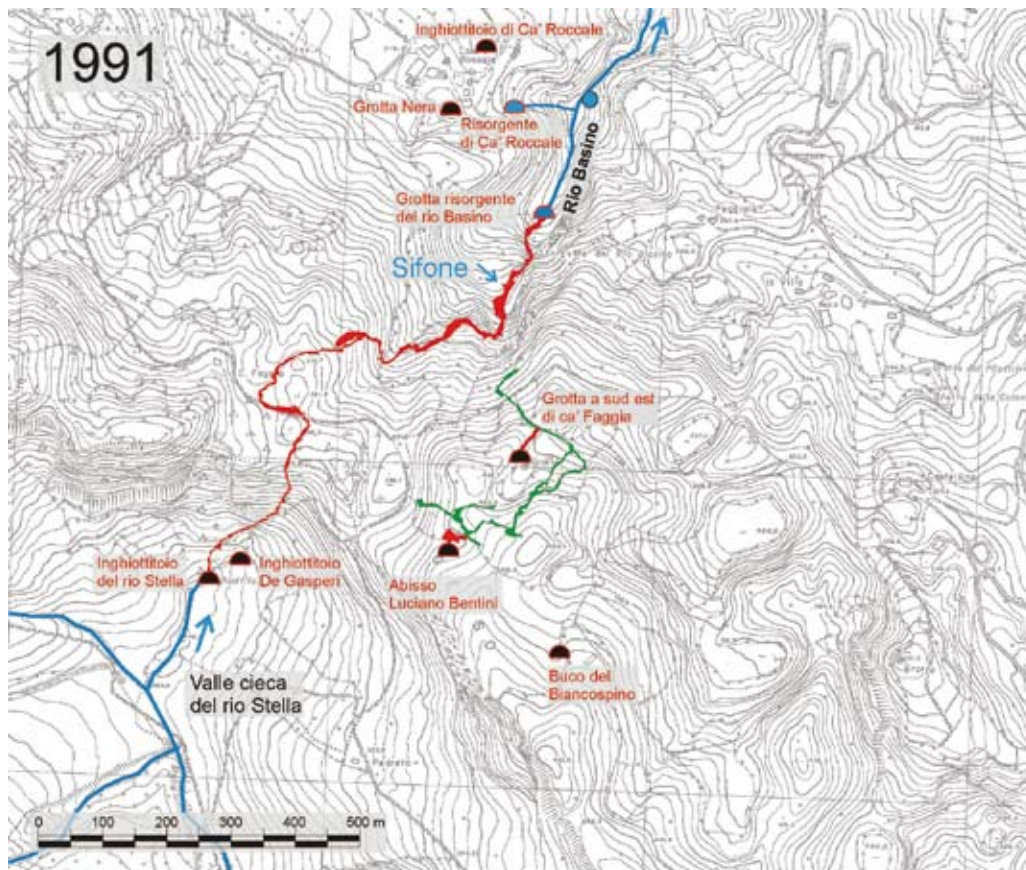 1991
Inghiottitoio di Ca' Roccale
Grotta Nera
Risorgente
di Ca' Roccale
Rio Basino
Grotta risorgente
del rio Basino
Sifone
Grotta a sud est
di ca' Faggia
Inghiottitoio
del rio Stella
Inghiottitoio
De Gasperi
Abisso
Luciano Bentini
Buco del
Biancospino
Valle cieca
del rio Stella
0 100 200 300 400 500 m